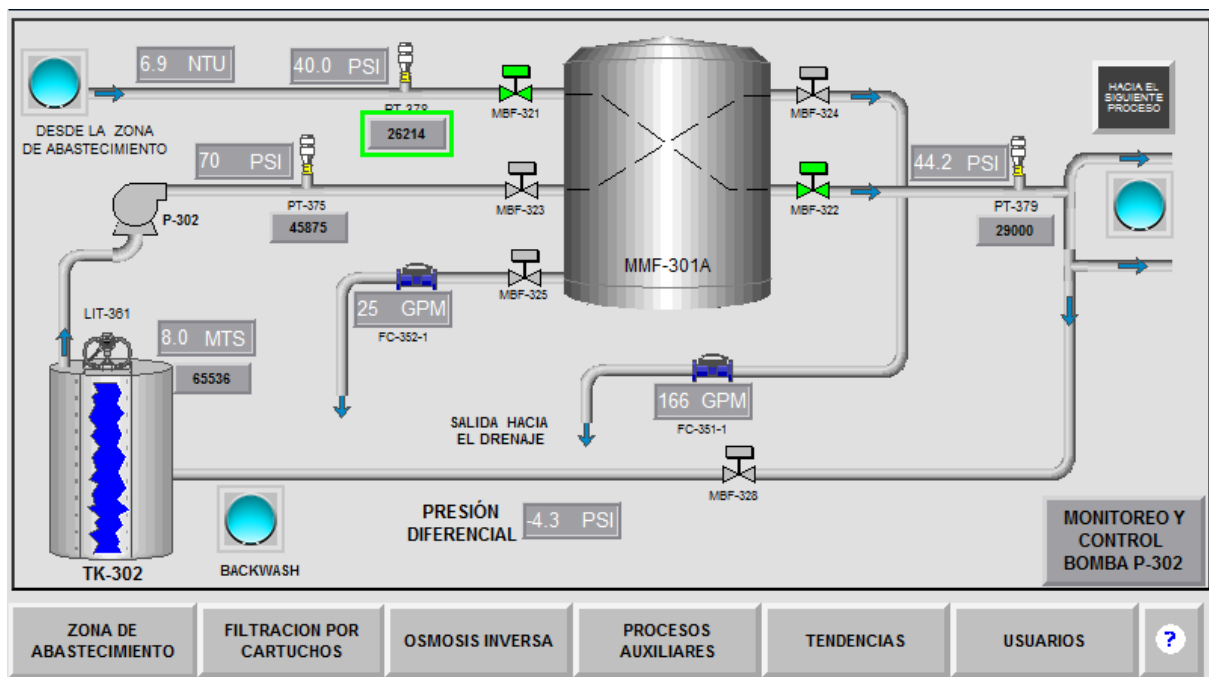 6.9 NTU
40.0 PSI
PT-378
26214
MBF-321
MBF-324
HACIA EL
SIGUIENTE
PROCESO
DESDE LA ZONA
DE ABASTECIMIENTO
70 PSI
PT-375
45875
P-302
MBF-323
MBF-322
44.2 PSI
PT-379
29000
MMF-301A
MBF-325
25 GPM
FC-352-1
LIT-361
8.0 MTS
65536
166 GPM
FC-351-1
SALIDA HACIA
EL DRENAJE
MBF-328
PRESIÓN
DIFERENCIAL
-4.3 PSI
TK-302
BACKWASH
MONITOREO Y
CONTROL
BOMBA P-302
ZONA DE
ABASTECIMIENTO
FILTRACION POR
CARTUCHOS
OSMOSIS INVERSA
PROCESOS
AUXILIARES
TENDENCIAS
USUARIOS
?